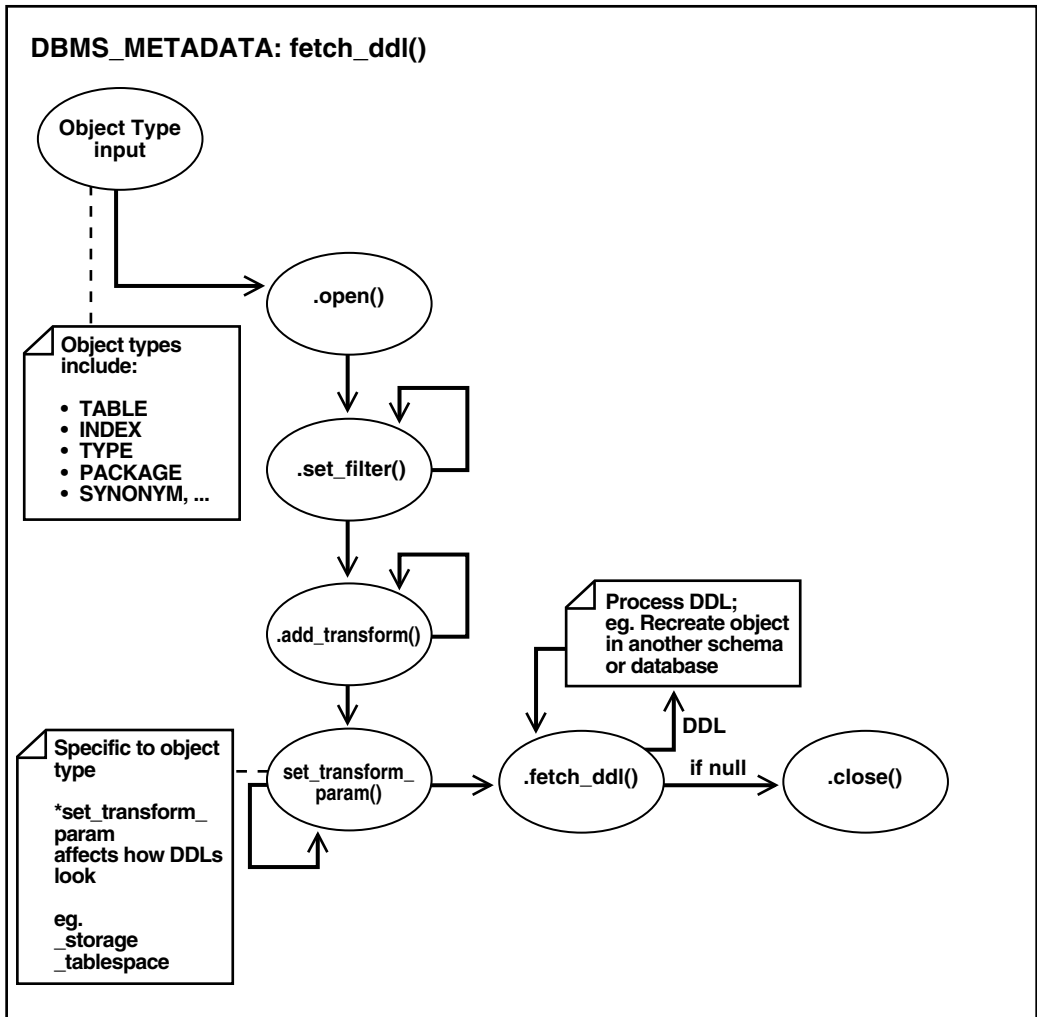 DBMS_METADATA: fetch_ddl()
Object Type
input
.open()
Object types
include:
• TABLE
• INDEX
• TYPE
• PACKAGE
• SYNONYM, ...
.set_filter()
.add_transform()
Process DDL;
eg. Recreate object
in another schema
or database
DDL
Specific to object
type
*set_transform_
param
affects how DDLs
look
eg.
_storage
_tablespace
set_transform_
param()
.fetch_ddl()
if null
.close()